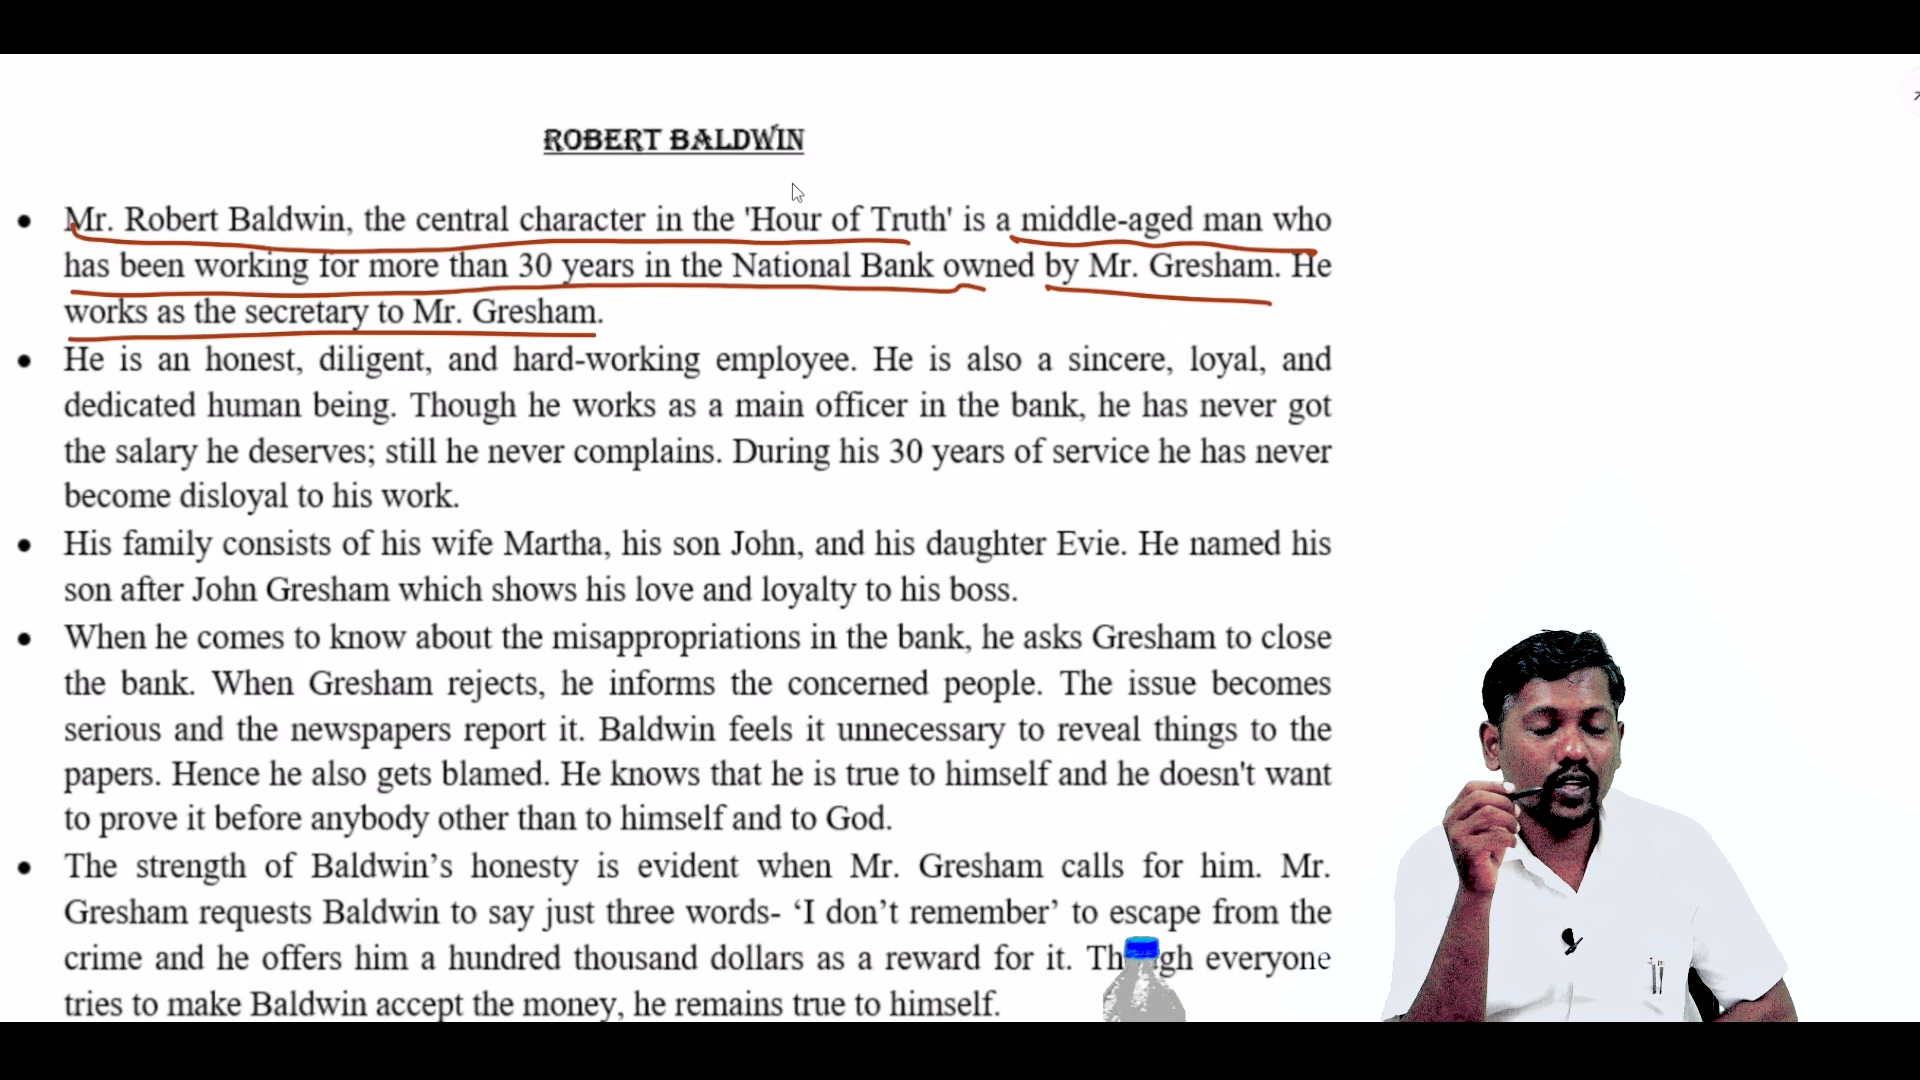 ROBERT BALDWIN
• Mr. Robert Baldwin, the central character in the 'Hour of Truth' is a middle-aged man who
has been working for more than 30 years in the National Bank owned by Mr. Gresham. He
works as the secretary to Mr. Gresham.
• He is an honest, diligent, and hard-working employee. He is also a sincere, loyal, and
dedicated human being. Though he works as a main officer in the bank, he has never got
the salary he deserves; still he never complains. During his 30 years of service he has never
become disloyal to his work.
• His family consists of his wife Martha, his son John, and his daughter Evie. He named his
son after John Gresham which shows his love and loyalty to his boss.
• When he comes to know about the misappropriations in the bank, he asks Gresham to close
the bank. When Gresham rejects, he informs the concerned people. The issue becomes
serious and the newspapers report it. Baldwin feels it unnecessary to reveal things to the
papers. Hence he also gets blamed. He knows that he is true to himself and he doesn't want
to prove it before anybody other than to himself and to God.
• The strength of Baldwin’s honesty is evident when Mr. Gresham calls for him. Mr.
Gresham requests Baldwin to say just three words- ‘I don’t remember’ to escape from the
crime and he offers him a hundred thousand dollars as a reward for it. everyone
tries to make Baldwin accept the money, he remains true to himself.